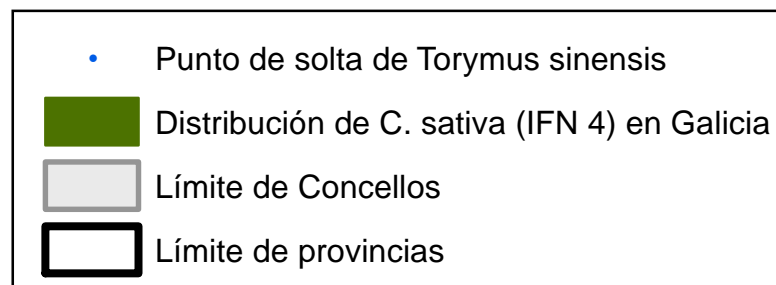 Punto de solta de Torymus sinensis
Distribución de C. sativa (IFN 4) en Galicia
Límite de Concellos
Límite de provincias